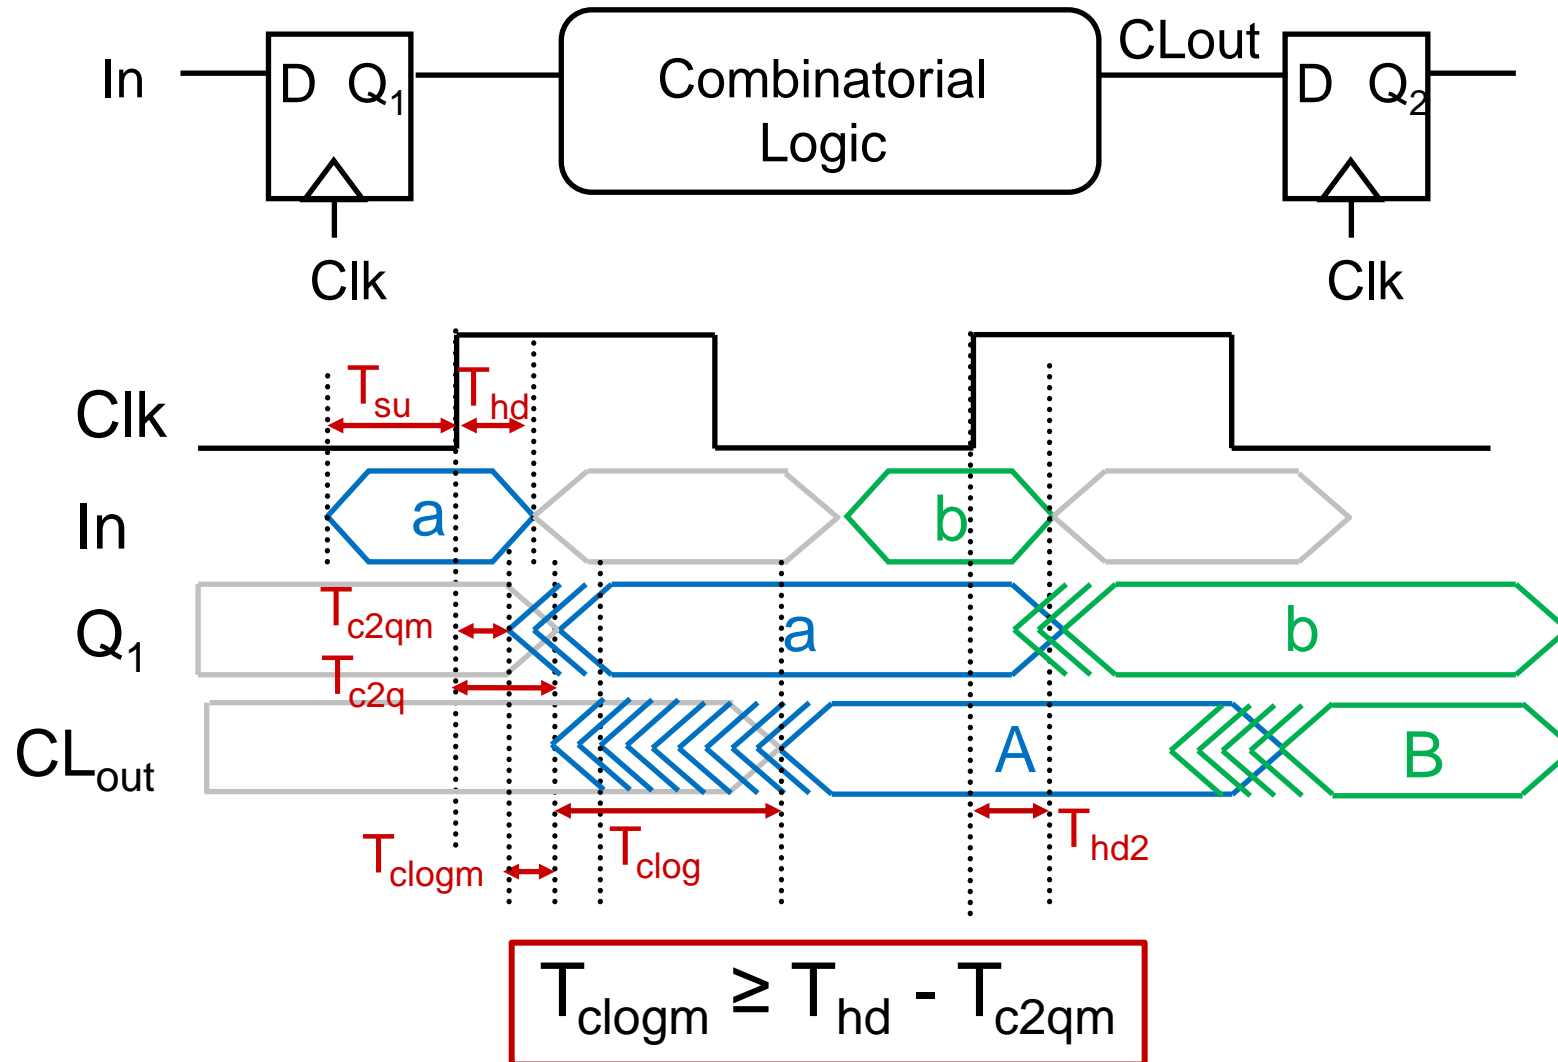 In
D Q1
Combinatorial
Logic
CLout
D Q2
Clk
Clk
Clk
Tsu
Thd
In
a
b
Q1
Tc2qm
a
b
Tc2q
CLout
A
B
Tclogm
Tclog
Thd2
Tclogm ≥ Thd - Tc2qm